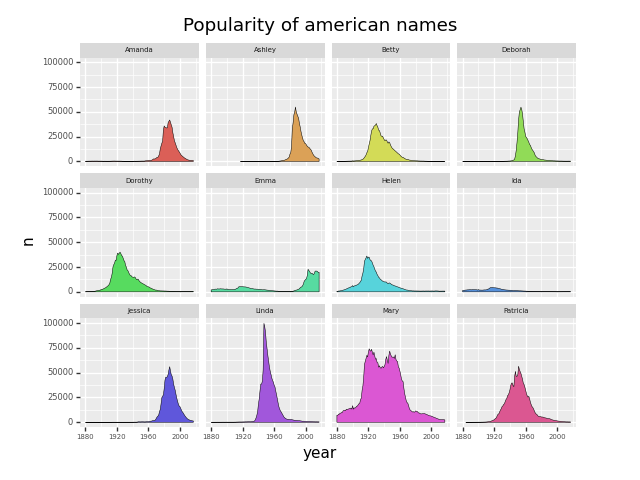 Popularity of american names
Amanda Ashley Betty Deborah
100000
75000
50000
25000
0
Dorothy Emma Helen Ida
100000
75000
50000
25000
0
n
Jessica Linda Mary Patricia
100000
75000
50000
25000
0
1880 1920 1960 2000 1880 1920 1960 2000 1880 1920 1960 2000 1880 1920 1960 2000
year